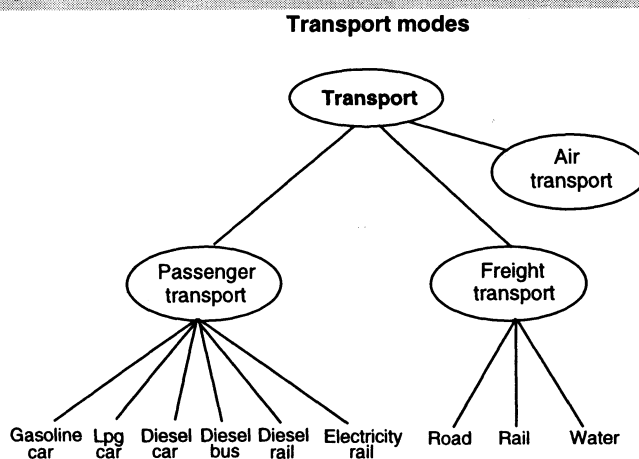 Transport modes
Transport
Air
transport
Passenger
transport
Freight
transport
Gasoline
car
Lpg
car
Diesel
car
Diesel
bus
Diesel
rail
Electricity
rail
Road
Rail
Water